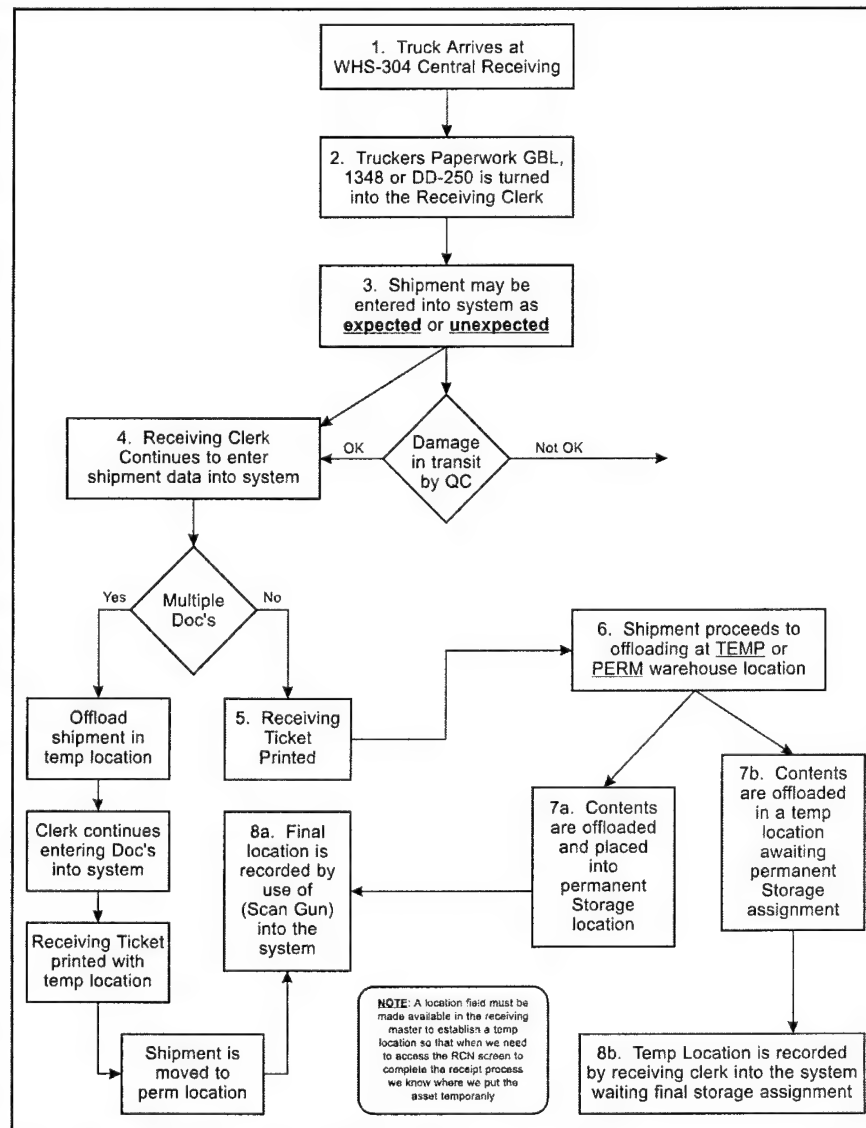 1. Truck Arrives at
WHS-304 Central Receiving
2. Truckers Paperwork GBL,
1348 or DD-250 is turned
into the Receiving Clerk
3. Shipment may be
entered into system as
expected or unexpected
4. Receiving Clerk
Continues to enter
shipment data into system
OK
Damage
in transit
by QC
Not OK
Yes
Multiple
Doc's
No
6. Shipment proceeds to
offloading at TEMP or
PERM warehouse location
Offload
shipment in
temp location
5. Receiving
Ticket
Printed
7a. Contents
are offloaded
and placed
into
permanent
Storage
location
7b. Contents
are offloaded
in a temp
location
awaiting
permanent
Storage
assignment
Clerk continues
entering Doc's
into system
8a. Final
location is
recorded by
use of
(Scan Gun)
into the
system
Receiving Ticket
printed with
temp location
Shipment is
moved to
perm location
NOTE: A location field must be
made available in the receiving
master to establish a temp
location so that when we need
to access the RCN screen to
complete the receipt process
we know where we put the
asset temporarily
8b. Temp Location is recorded
by receiving clerk into the system
waiting final storage assignment